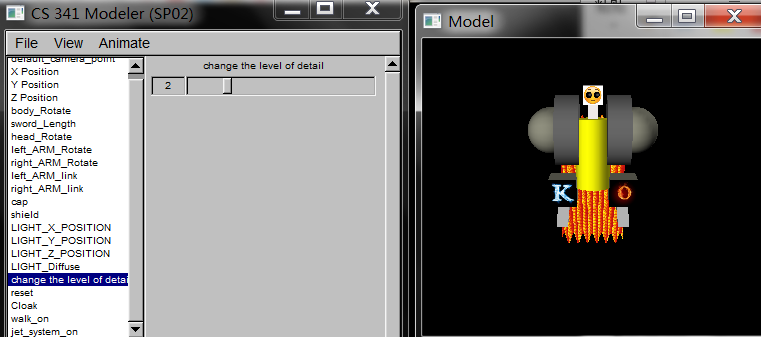 CS 341 Modeler (SP02)
File View Animate
default_camera_point
X Position
Y Position
Z Position
body_Rotate
sword_Length
head_Rotate
left_ARM_Rotate
right_ARM_Rotate
left_ARM_link
right_ARM_link
cap
shield
LIGHT_X_POSITION
LIGHT_Y_POSITION
LIGHT_Z_POSITION
LIGHT_Diffuse
change the level of detai
reset
Cloak
walk_on
jet_system_on
change the level of detail
2
Model
K O